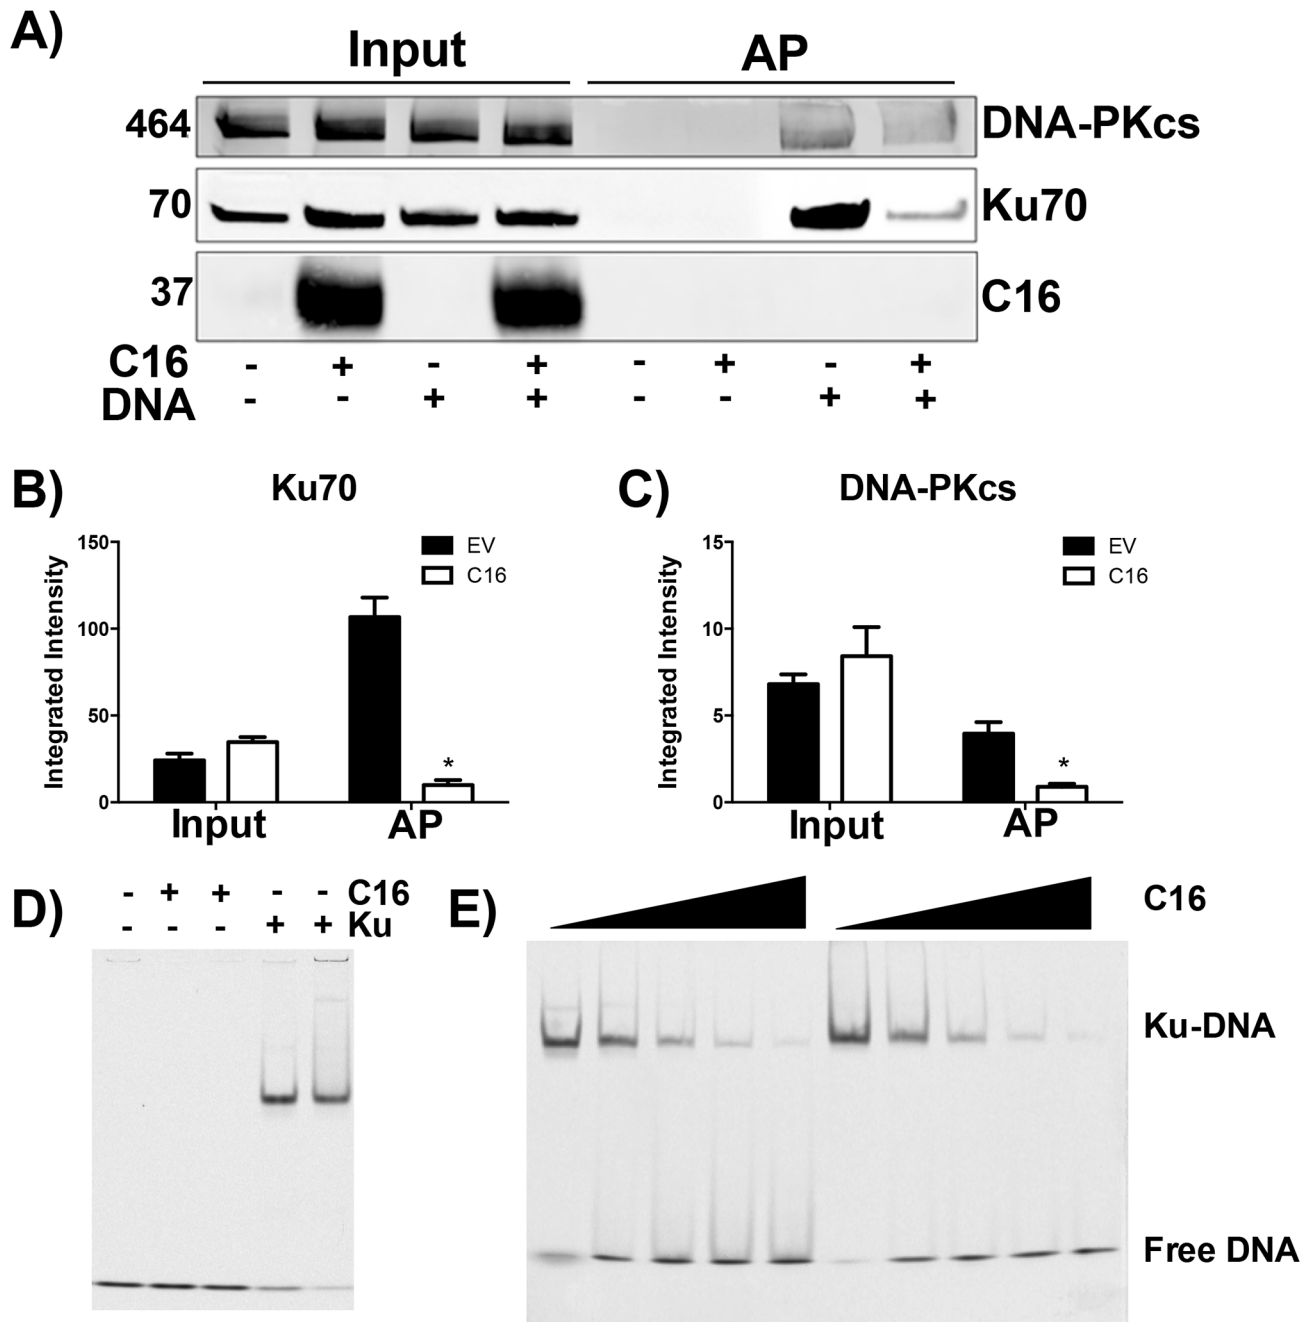 A)
Input AP
464 DNA-PKcs
70 Ku70
37 C16
C16 - + - + - + - +
DNA - - + + - - + +
B) Ku70
150
100
50
0
Integrated Intensity
EV
C16
*
Input AP
C) DNA-PKcs
15
10
5
0
Integrated Intensity
EV
C16
*
Input AP
D)
- + + - - C16
- - - + + Ku
E)
C16
Ku-DNA
Free DNA